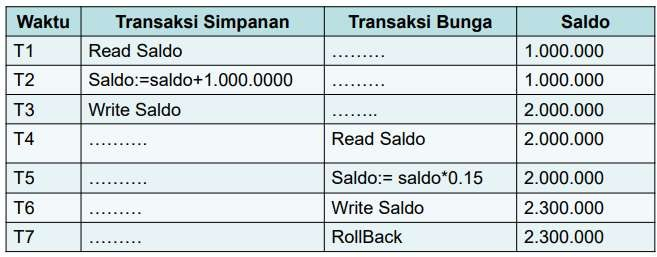 Waktu Transaksi Simpanan Transaksi Bunga Saldo
T1 Read Saldo ……… 1.000.000
T2 Saldo:=saldo+1.000.0000 ……… 1.000.000
T3 Write Saldo …….. 2.000.000
T4 ………. Read Saldo 2.000.000
T5 ………. Saldo:= saldo*0.15 2.000.000
T6 ……… Write Saldo 2.300.000
T7 ……… RollBack 2.300.000